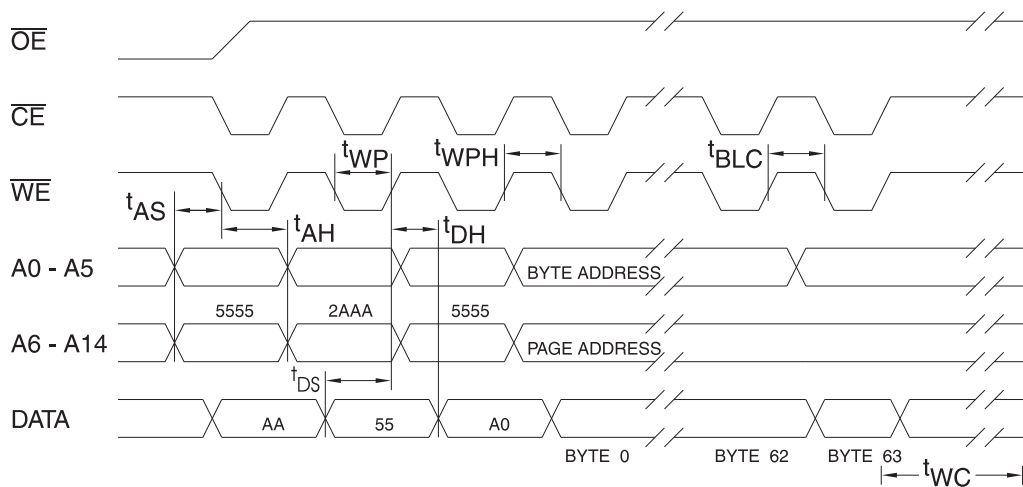 OE
CE
tWP
tWPH
tBLC
WE
tAS
tAH
tDH
A0 - A5
BYTE ADDRESS
5555
2AAA
5555
A6 - A14
PAGE ADDRESS
tDS
DATA
AA
55
A0
BYTE 0
BYTE 62
BYTE 63
tWC